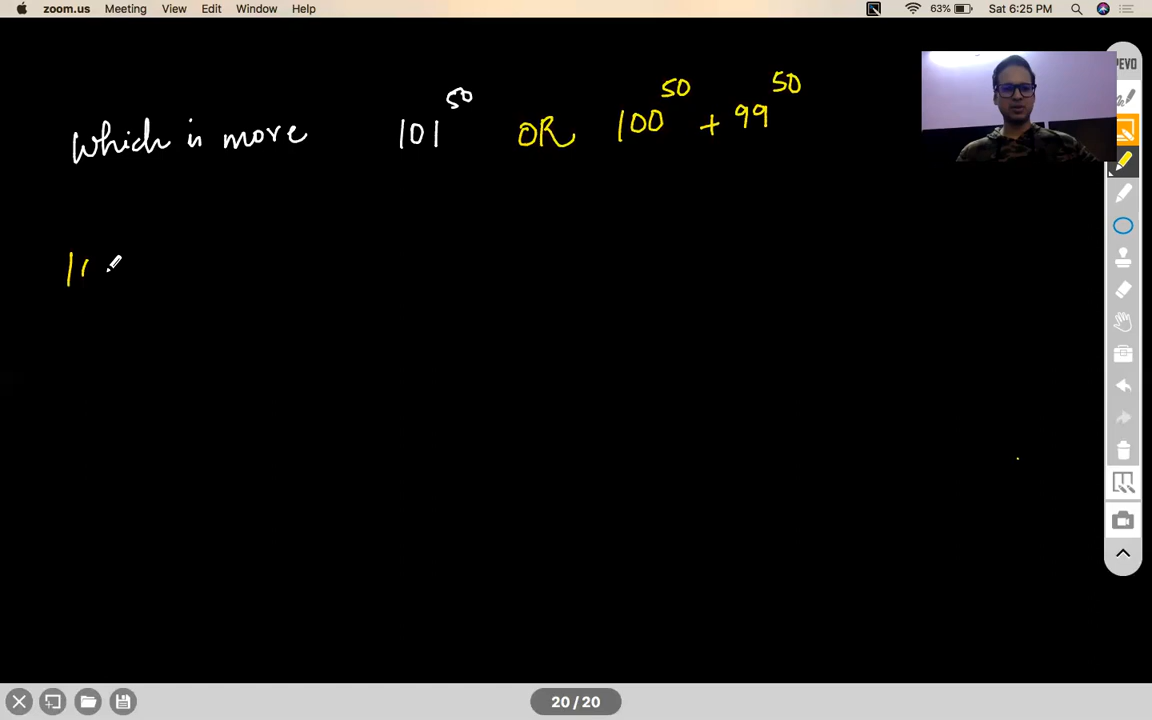 zoom.us Meeting View Edit Window Help 63% Sat 6:25 PM
Which is more 101^50 OR 100^50 + 99^50
20 / 20